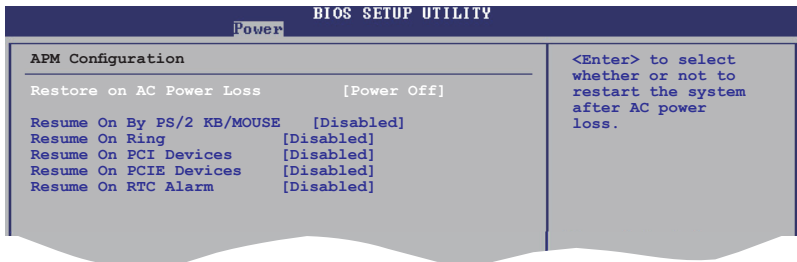 BIOS SETUP UTILITY
Power
APM Configuration
Restore on AC Power Loss [Power Off]
Resume On By PS/2 KB/MOUSE [Disabled]
Resume On Ring [Disabled]
Resume On PCI Devices [Disabled]
Resume On PCIE Devices [Disabled]
Resume On RTC Alarm [Disabled]
<Enter> to select
whether or not to
restart the system
after AC power
loss.